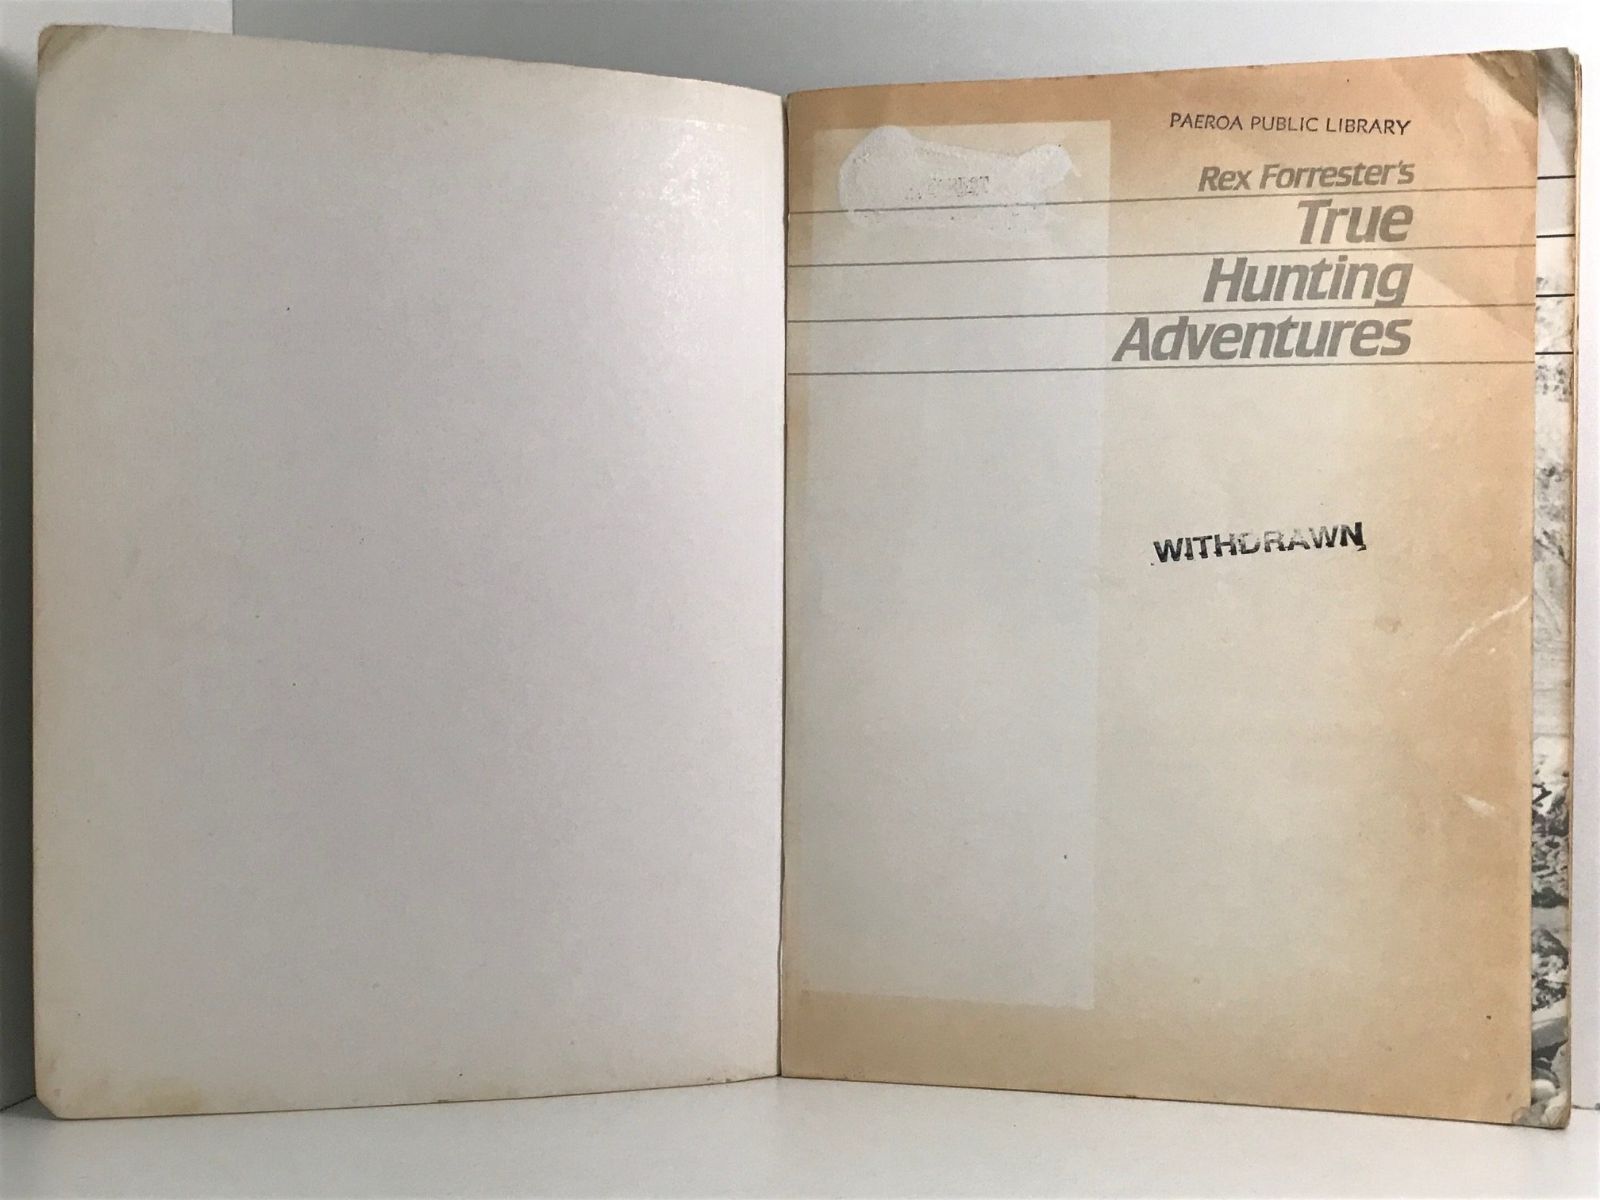 PAEROA PUBLIC LIBRARY
Rex Forrester's
True
Hunting
Adventures
WITHDRAWN